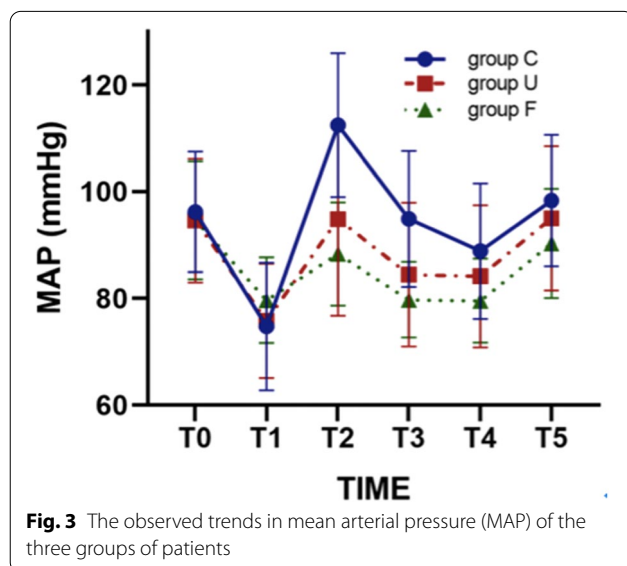 group C
group U
group F
MAP (mmHg)
120
100
80
60
T0 T1 T2 T3 T4 T5
TIME
Fig. 3 The observed trends in mean arterial pressure (MAP) of the
three groups of patients